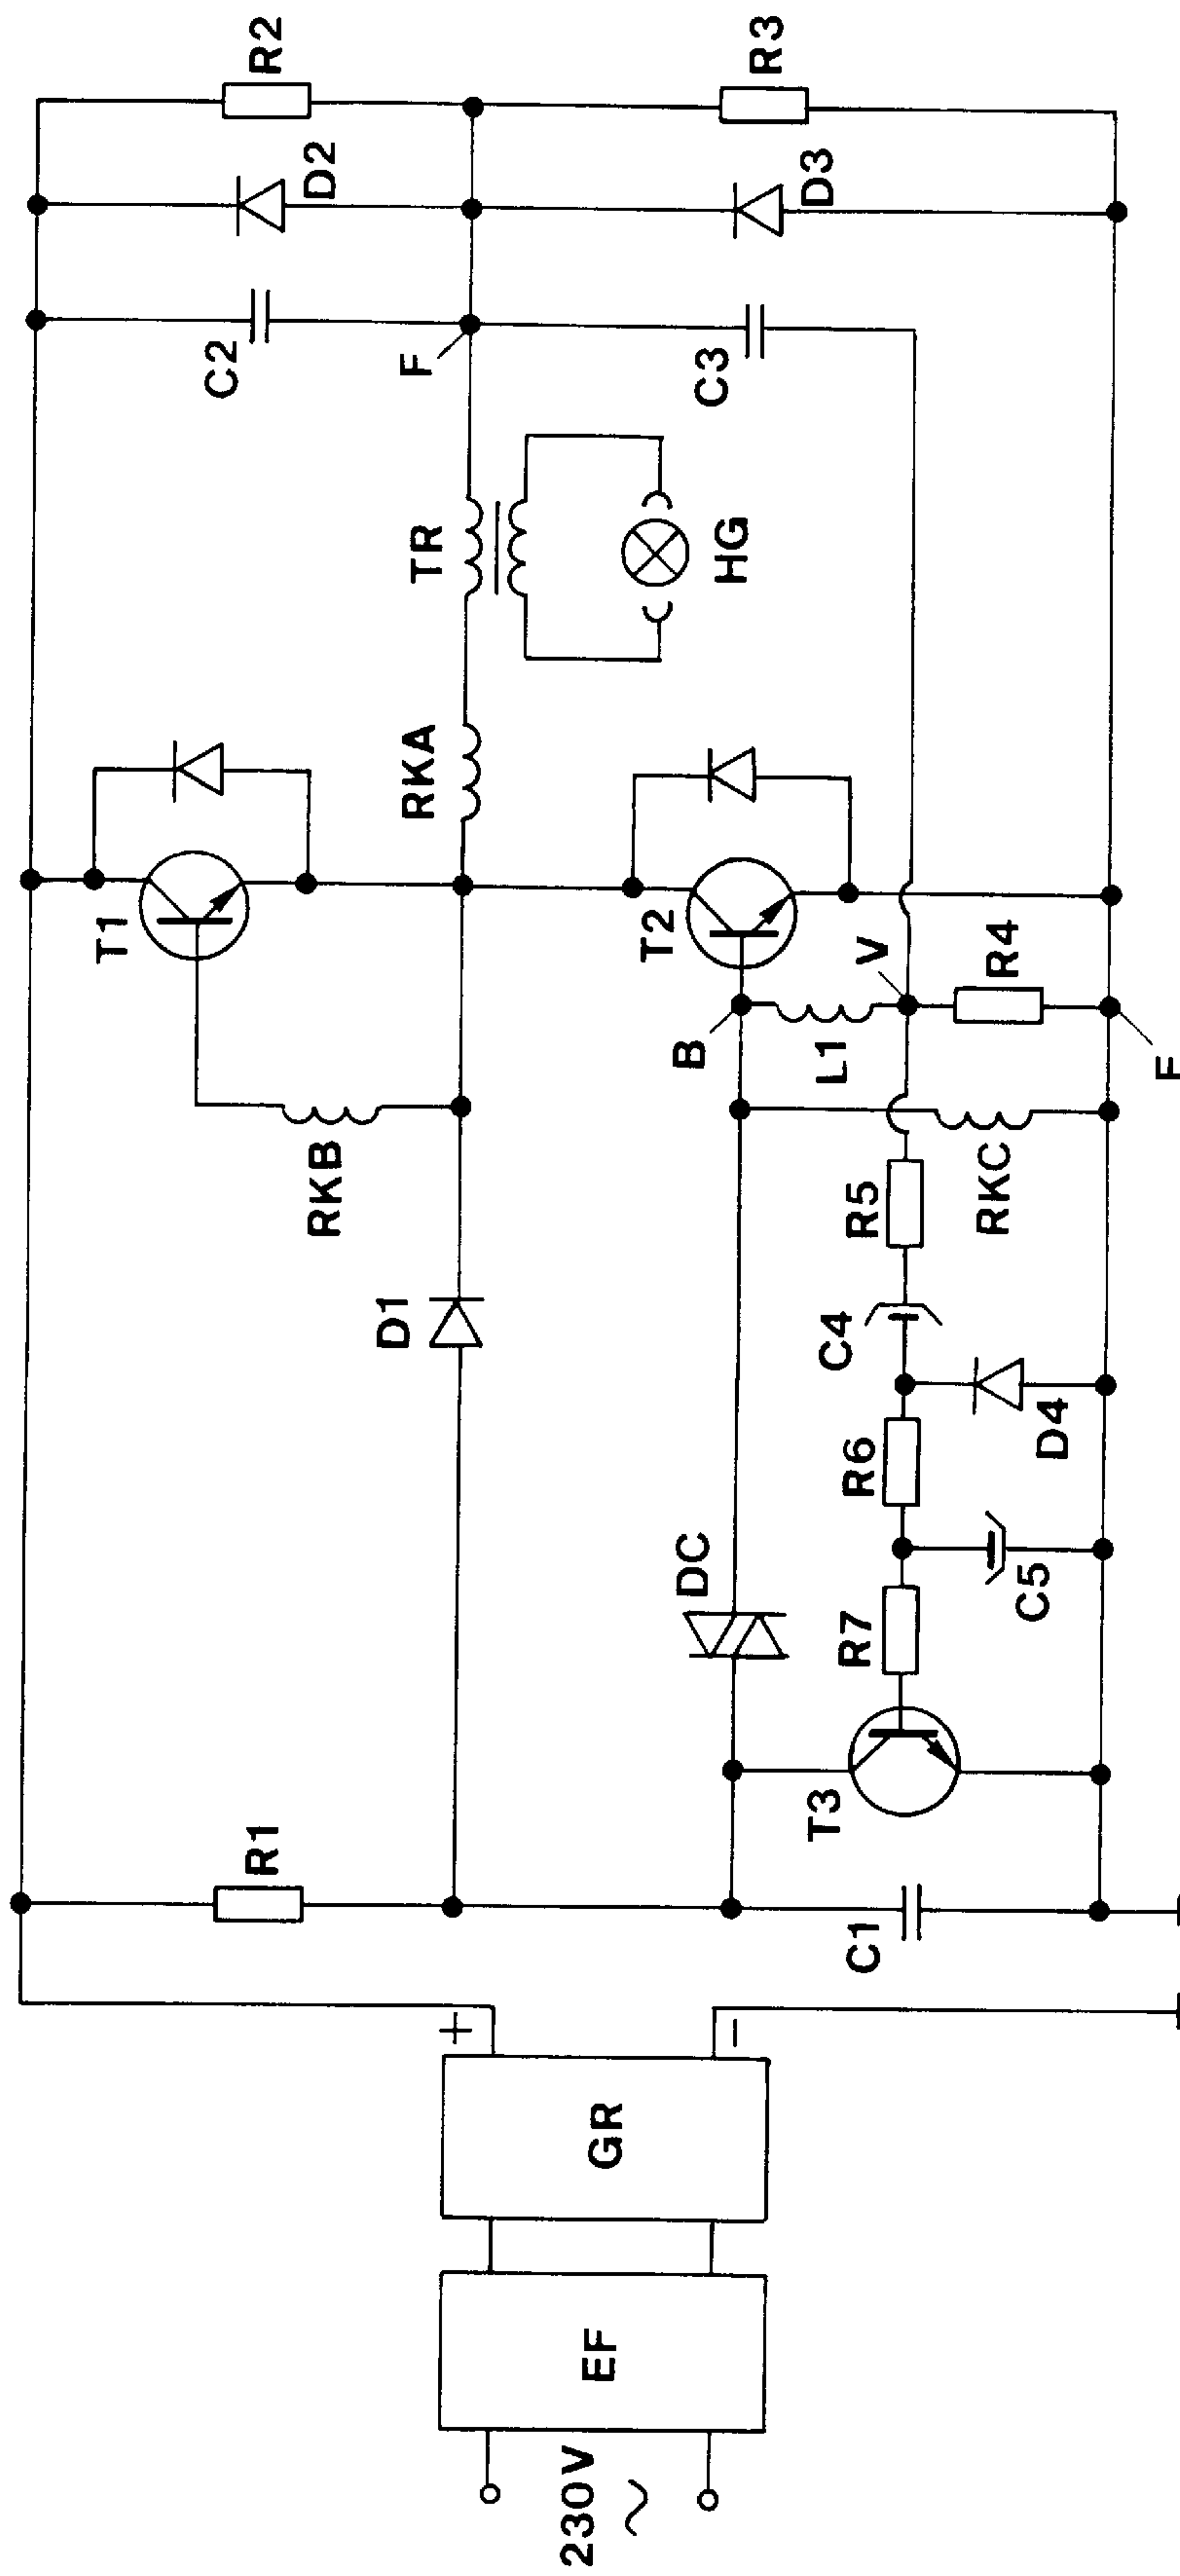 230V
~
EF
GR
+
−
R1
C1
T3
R7
DC
C5
R6
D4
C4
D1
R5
RKB
RKC
B
L1
V
R4
T1
T2
RKA
TR
HG
F
C2
C3
D2
D3
R2
R3